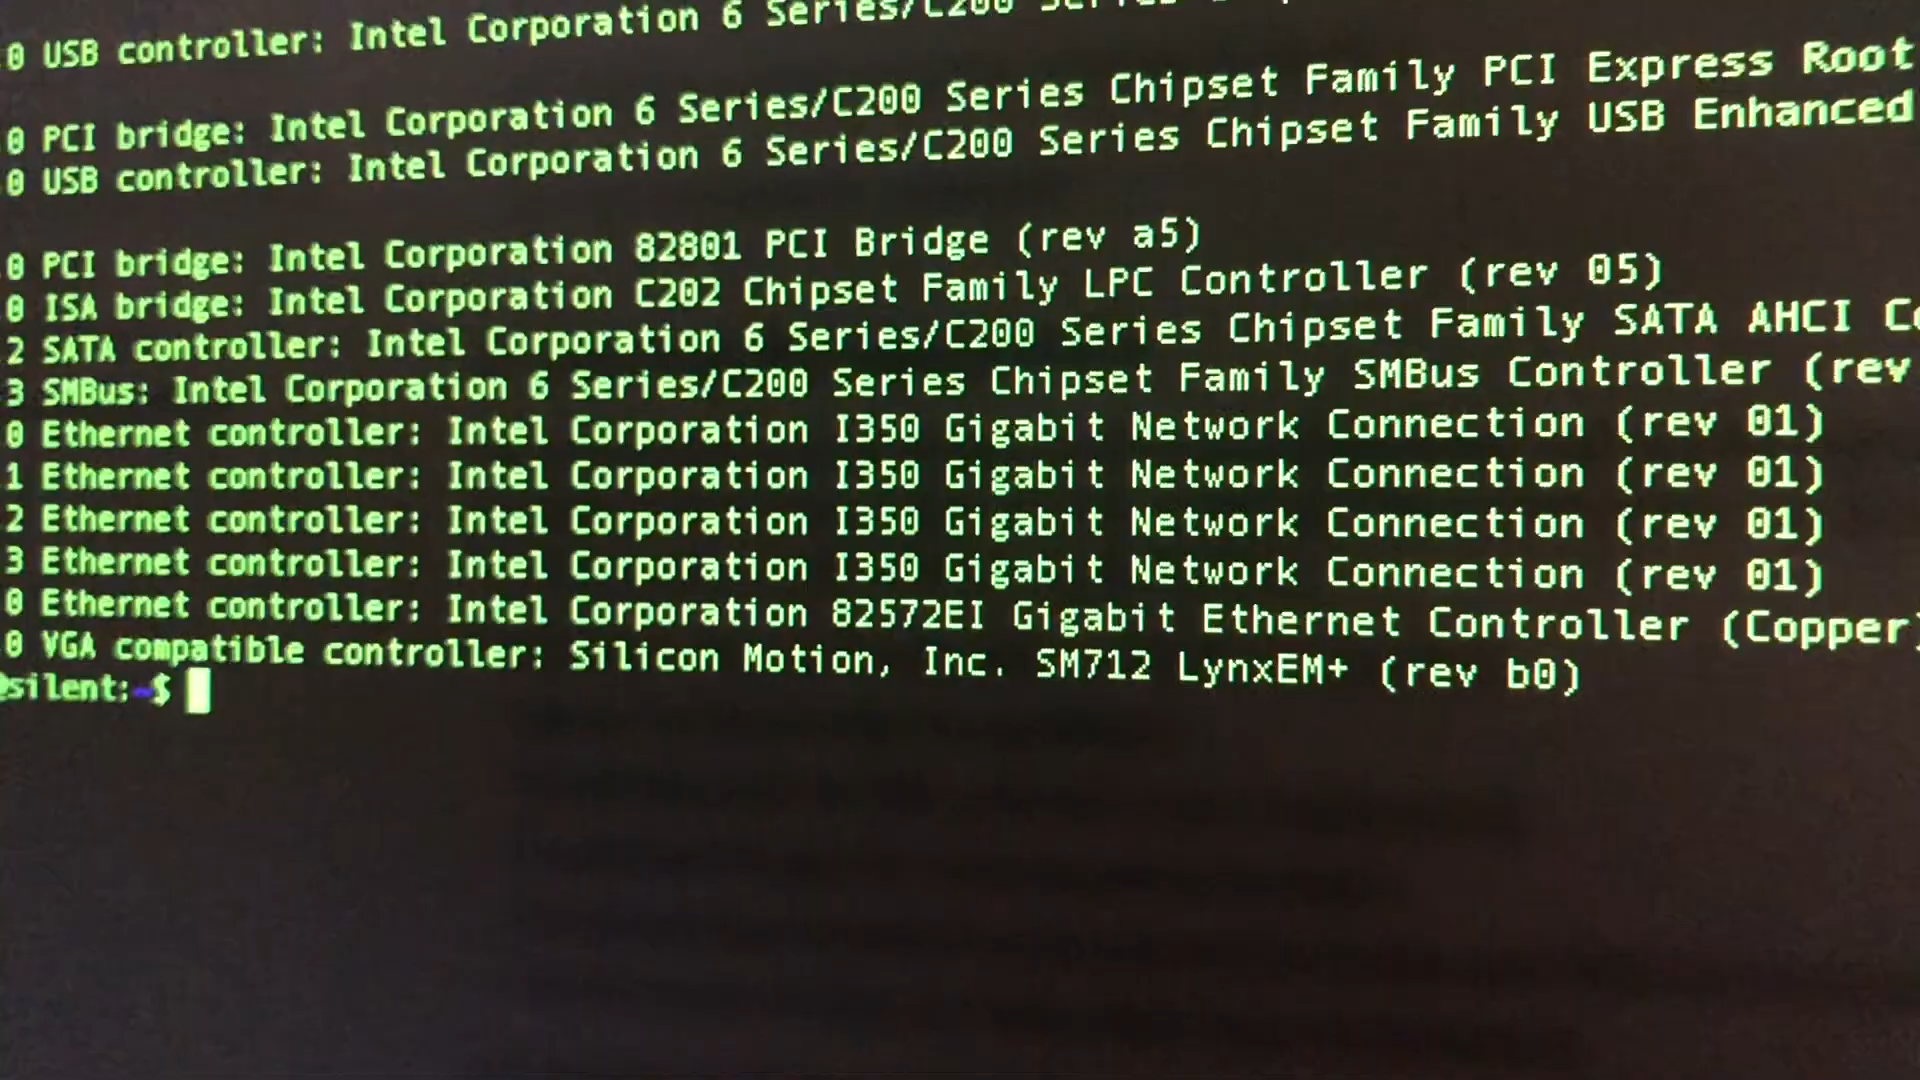 0 USB controller: Intel Corporation 6 Series/C200 Series
0 PCI bridge: Intel Corporation 6 Series/C200 Series Chipset Family PCI Express Root
0 USB controller: Intel Corporation 6 Series/C200 Series Chipset Family USB Enhanced
0 PCI bridge: Intel Corporation 82801 PCI Bridge (rev a5)
0 ISA bridge: Intel Corporation C202 Chipset Family LPC Controller (rev 05)
2 SATA controller: Intel Corporation 6 Series/C200 Series Chipset Family SATA AHCI
3 SMBus: Intel Corporation 6 Series/C200 Series Chipset Family SMBus Controller (rev
0 Ethernet controller: Intel Corporation I350 Gigabit Network Connection (rev 01)
1 Ethernet controller: Intel Corporation I350 Gigabit Network Connection (rev 01)
2 Ethernet controller: Intel Corporation I350 Gigabit Network Connection (rev 01)
3 Ethernet controller: Intel Corporation I350 Gigabit Network Connection (rev 01)
0 Ethernet controller: Intel Corporation 82572EI Gigabit Ethernet Controller (Copper)
0 VGA compatible controller: Silicon Motion, Inc. SM712 LynxEM+ (rev b0)
@silent:~$